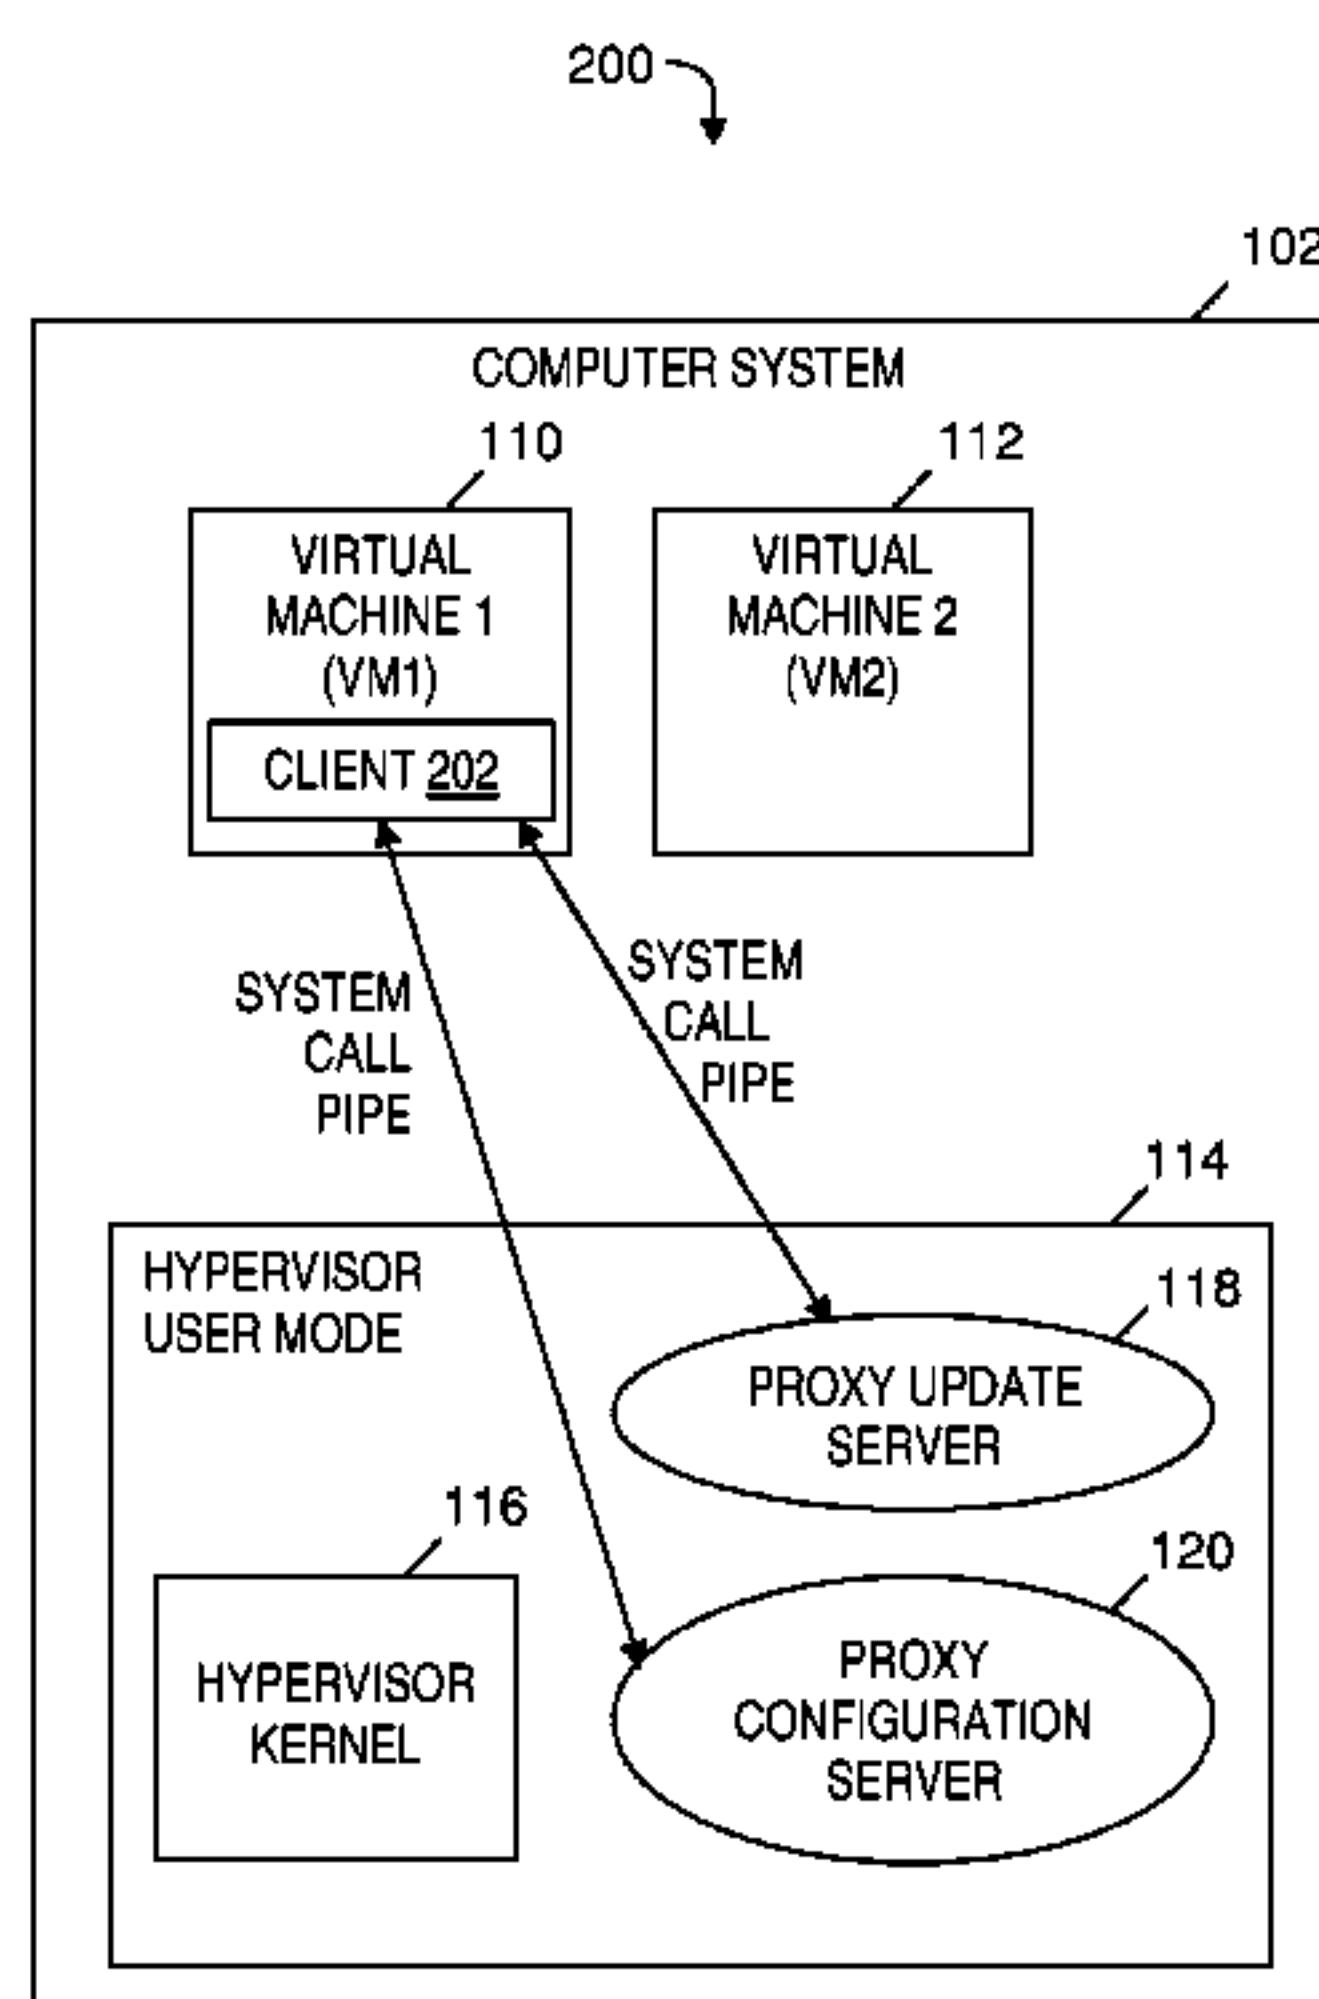 200
102
COMPUTER SYSTEM
110
112
VIRTUAL
MACHINE 1
(VM1)
CLIENT 202
VIRTUAL
MACHINE 2
(VM2)
SYSTEM
CALL
PIPE
SYSTEM
CALL
PIPE
114
HYPERVISOR
USER MODE
118
PROXY UPDATE
SERVER
116
HYPERVISOR
KERNEL
120
PROXY
CONFIGURATION
SERVER